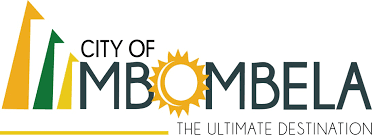 CITY OF
MBOMBELA
THE ULTIMATE DESTINATION